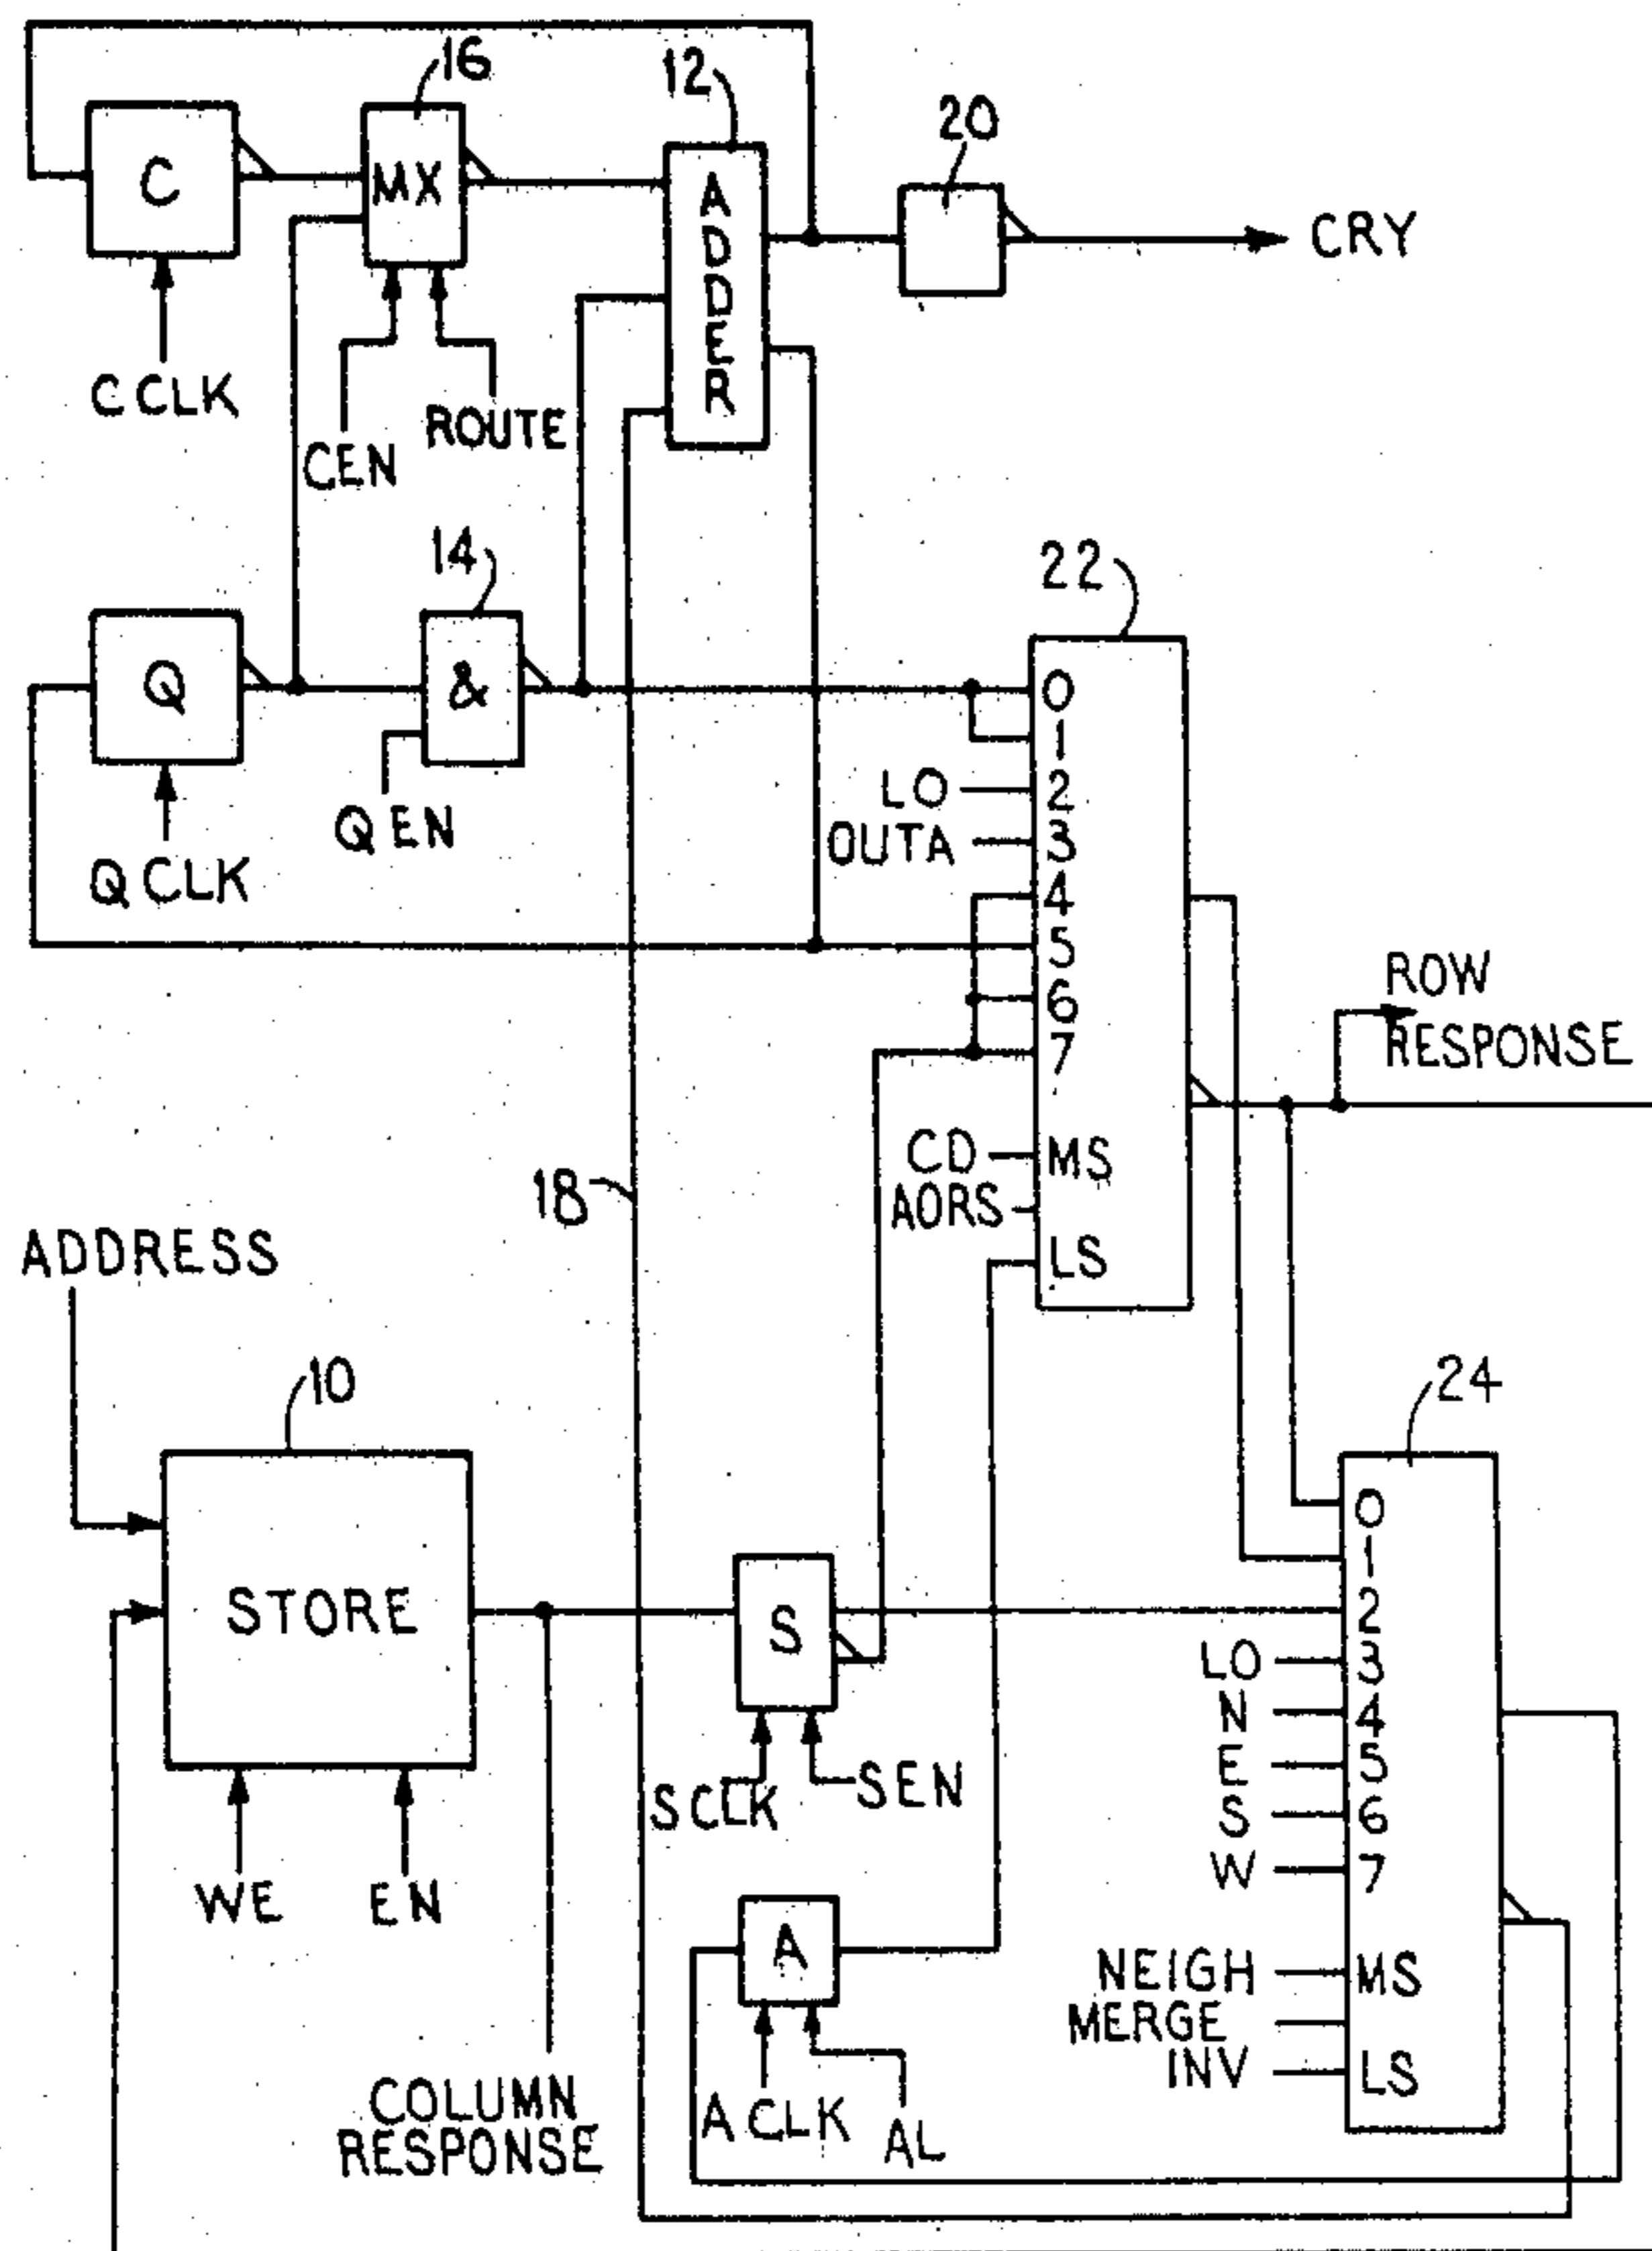 16
12
20
C
MX
ADDER
CRY
C CLK
CEN
ROUTE
14
22
Q
&
0
1
LO 2
OUTA 3
4
5
6
7
Q EN
Q CLK
ROW
RESPONSE
CD MS
AORS
LS
18
ADDRESS
10
24
STORE
S
0
1
2
LO 3
N 4
E 5
S 6
W 7
S CLK
SEN
WE
EN
A
NEIGH MS
MERGE
INV LS
A CLK
AL
COLUMN
RESPONSE